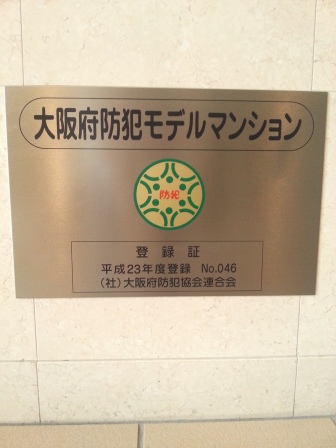 大阪府防犯モデルマンション
防犯
登録証
平成23年度登録 No.046
(社)大阪府防犯協会連合会